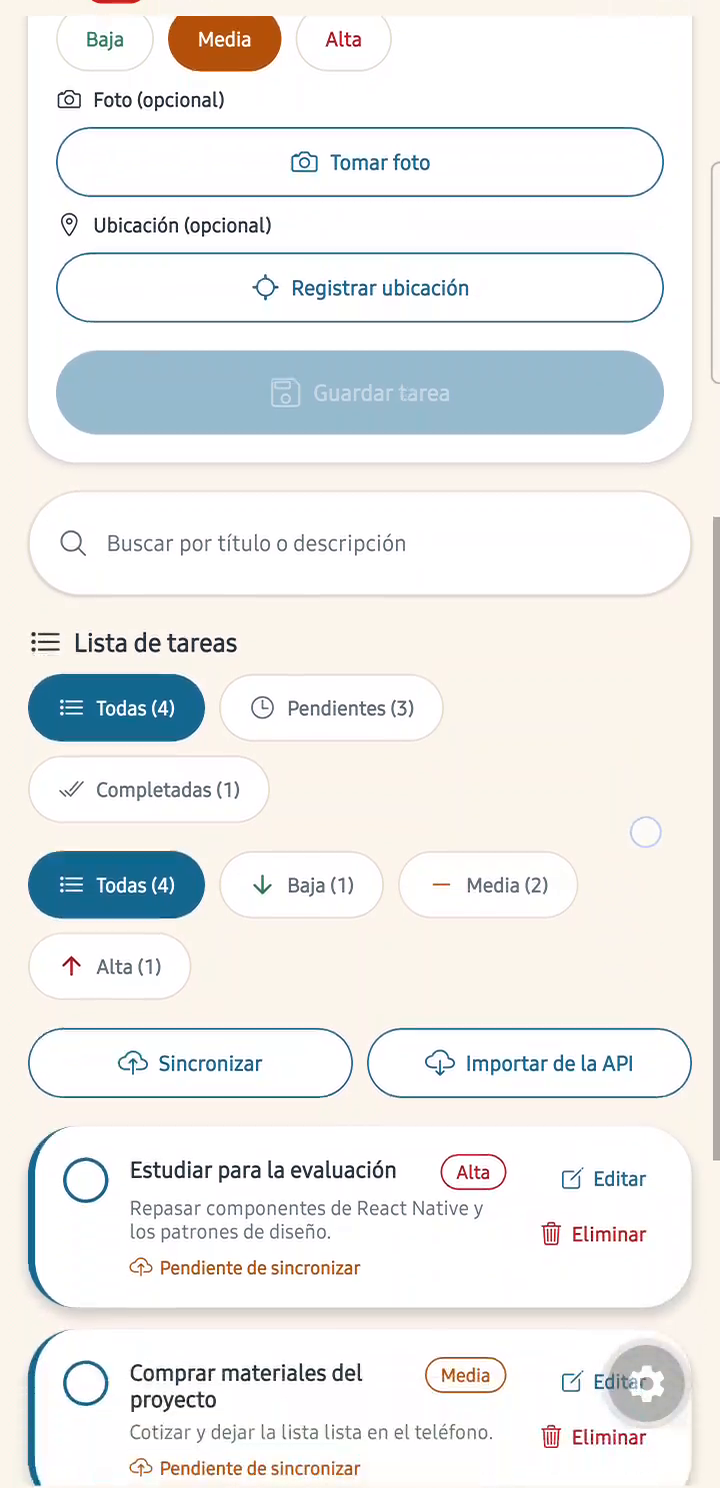 Baja Media Alta
Foto (opcional)
Tomar foto
Ubicación (opcional)
Registrar ubicación
Guardar tarea
Buscar por título o descripción
Lista de tareas
Todas (4) Pendientes (3)
Completadas (1)
Todas (4) Baja (1) Media (2)
Alta (1)
Sincronizar Importar de la API
Estudiar para la evaluación Alta Editar
Repasar componentes de React Native y
los patrones de diseño.
Eliminar
Pendiente de sincronizar
Comprar materiales del
proyecto
Media Editar
Cotizar y dejar la lista lista en el teléfono.
Eliminar
Pendiente de sincronizar